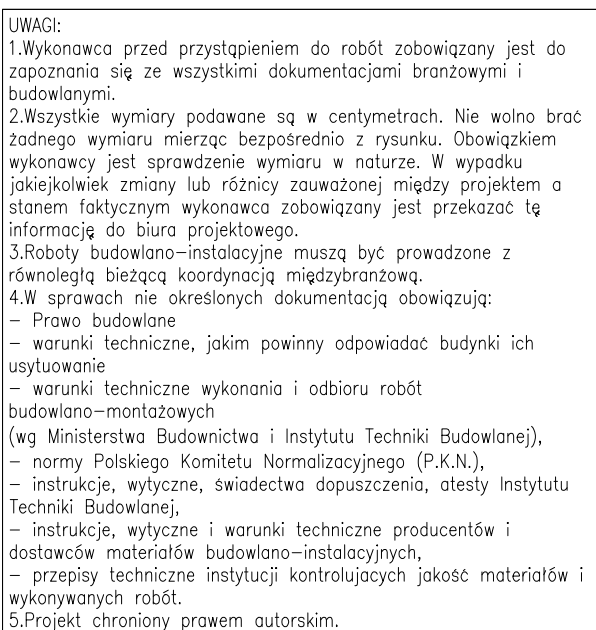 UWAGI:
1.Wykonawca przed przystąpieniem do robót zobowiązany jest do
zapoznania się ze wszystkimi dokumentacjami branżowymi i
budowlanymi.
2.Wszystkie wymiary podawane są w centymetrach. Nie wolno brać
żadnego wymiaru mierząc bezpośrednio z rysunku. Obowiązkiem
wykonawcy jest sprawdzenie wymiaru w naturze. W wypadku
jakiejkolwiek zmiany lub różnicy zauważonej między projektem a
stanem faktycznym wykonawca zobowiązany jest przekazać tę
informację do biura projektowego.
3.Roboty budowlano-instalacyjne muszą być prowadzone z
równoległą bieżącą koordynacją międzybranżową.
4.W sprawach nie określonych dokumentacją obowiązują:
- Prawo budowlane
- warunki techniczne, jakim powinny odpowiadać budynki ich
usytuowanie
- warunki techniczne wykonania i odbioru robót
budowlano-montażowych
(wg Ministerstwa Budownictwa i Instytutu Techniki Budowlanej),
- normy Polskiego Komitetu Normalizacyjnego (P.K.N.),
- instrukcje, wytyczne, świadectwa dopuszczenia, atesty Instytutu
Techniki Budowlanej,
- instrukcje, wytyczne i warunki techniczne producentów i
dostawców materiałów budowlano-instalacyjnych,
- przepisy techniczne instytucji kontrolujacych jakość materiałów i
wykonywanych robót.
5.Projekt chroniony prawem autorskim.